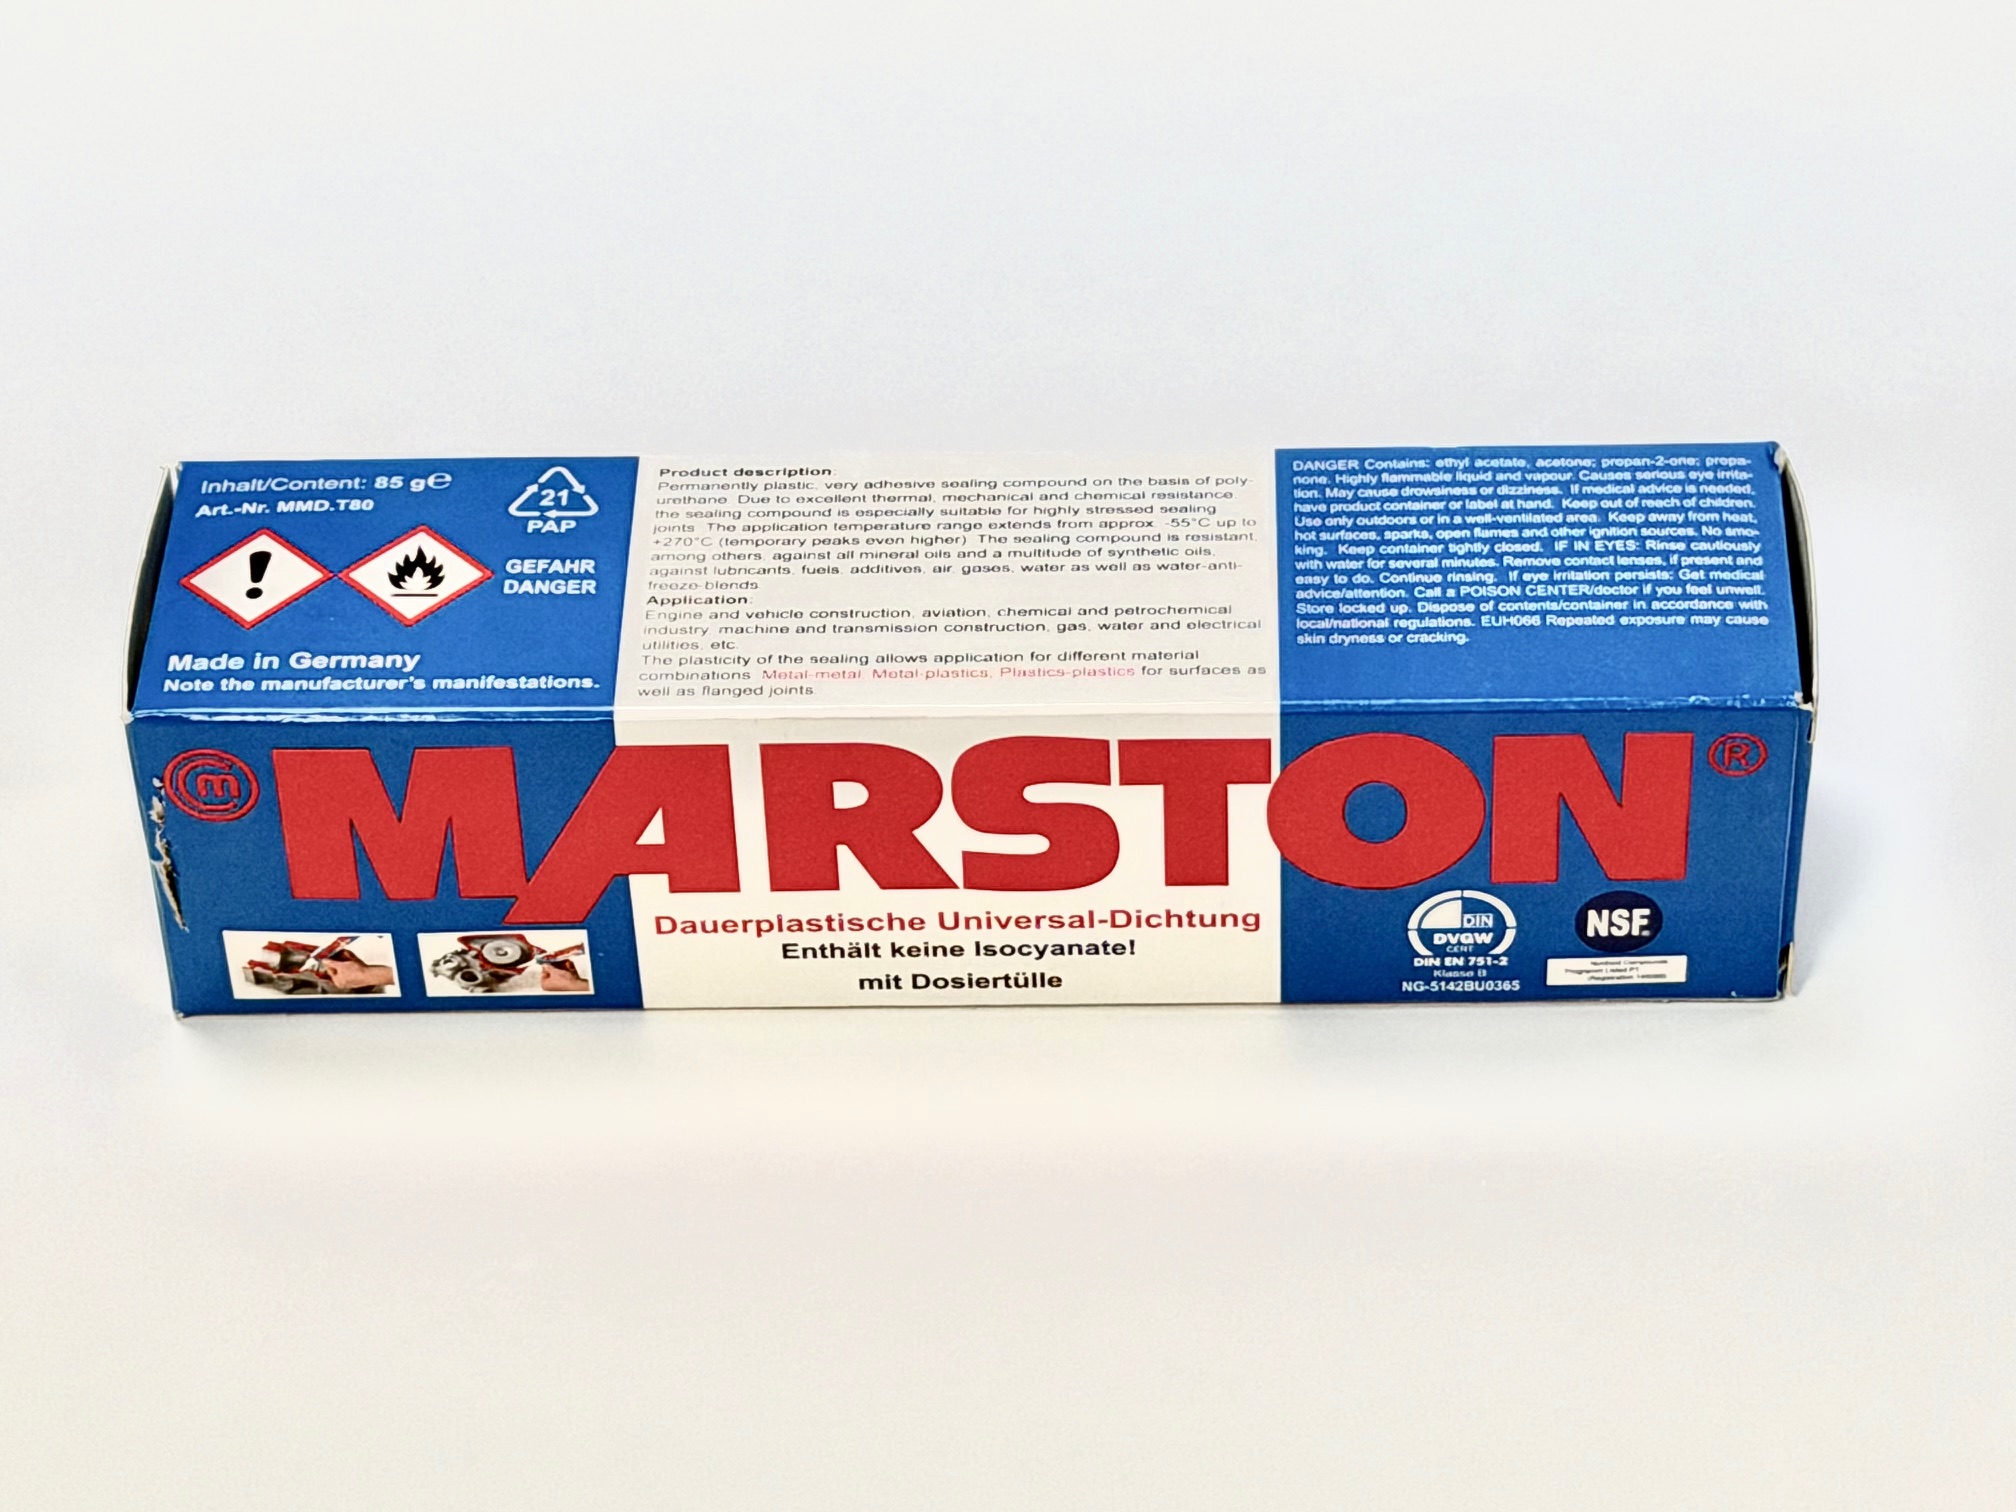 Inhalt/Content: 85 g℮
Art.-Nr. MMD.T80
21
PAP
GEFAHR
DANGER
Made in Germany
Note the manufacturer's manifestations.
Product description:
Permanently plastic, very adhesive sealing compound on the basis of poly-
urethane. Due to excellent thermal, mechanical and chemical resistance
the sealing compound is especially suitable for highly stressed sealing
joints. The application temperature range extends from approx. -55°C up to
+270°C (temporary peaks even higher). The sealing compound is resistant,
among others, against all mineral oils and a multitude of synthetic oils,
against lubricants, fuels, additives, air, gases, water as well as water-anti-
freeze-blends.
Application:
Engine and vehicle construction, aviation, chemical and petrochemical
industry, machine and transmission construction, gas, water and electrical
utilities, etc.
The plasticity of the sealing allows application for different material
combinations: Metal-metal, Metal-plastics, Plastics-plastics for surfaces as
well as flanged joints.
DANGER Contains: ethyl acetate, acetone; propan-2-one; propa-
none. Highly flammable liquid and vapour. Causes serious eye irrita-
tion. May cause drowsiness or dizziness. If medical advice is needed,
have product container or label at hand. Keep out of reach of children.
Use only outdoors or in a well-ventilated area. Keep away from heat,
hot surfaces, sparks, open flames and other ignition sources. No smo-
king. Keep container tightly closed. IF IN EYES: Rinse cautiously
with water for several minutes. Remove contact lenses, if present and
easy to do. Continue rinsing. If eye irritation persists: Get medical
advice/attention. Call a POISON CENTER/doctor if you feel unwell.
Store locked up. Dispose of contents/container in accordance with
local/national regulations. EUH066 Repeated exposure may cause
skin dryness or cracking.
m MARSTON ®
Dauerplastische Universal-Dichtung
Enthält keine Isocyanate!
mit Dosiertülle
DIN
DVGW
CERT
DIN EN 751-2
Klasse B
NG-5142BU0365
NSF.
Nonfood Compounds